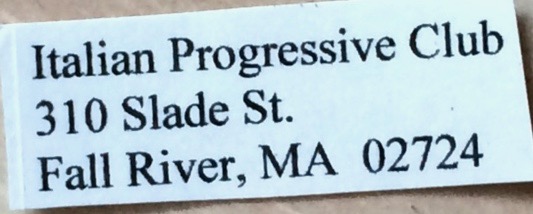 Italian Progressive Club
310 Slade St.
Fall River, MA 02724